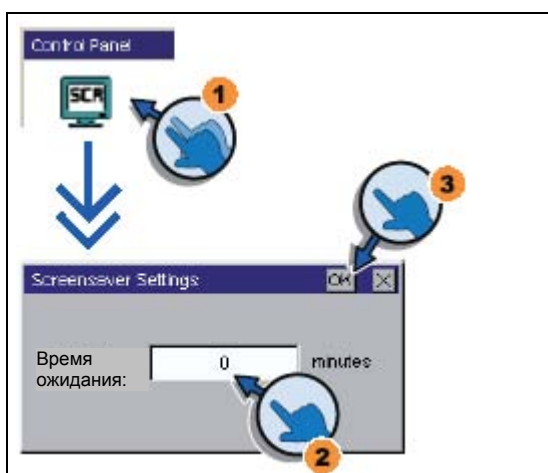 Control Panel
SCR
1
3
Screensaver Settings OK X
Время
ожидания:
0 minutes
2